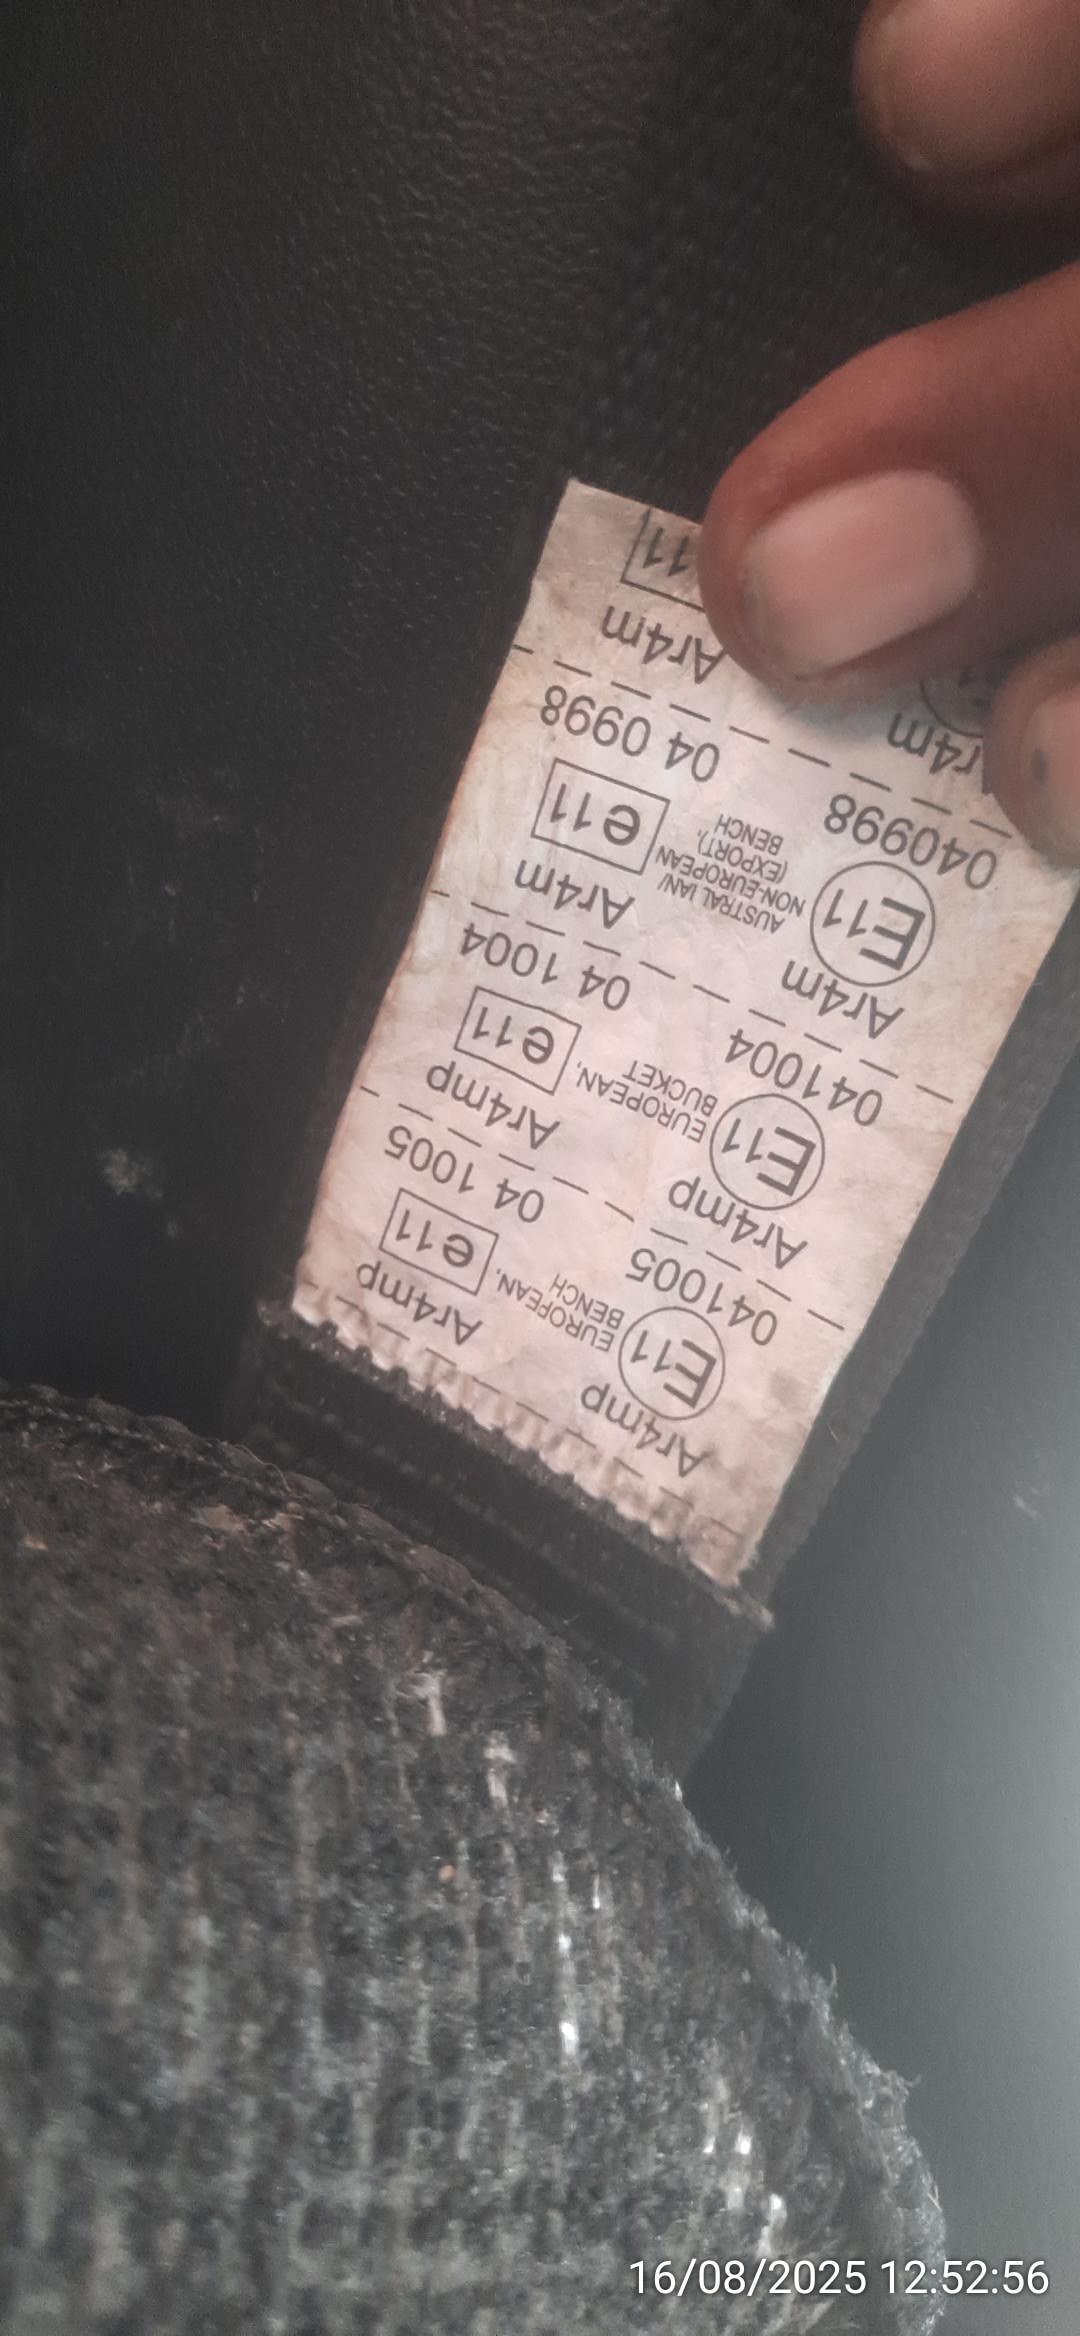 Ar4mp Ar4mp
E11 EUROPEAN, e11
BENCH
041005 04 1005
Ar4mp Ar4mp
E11 EUROPEAN, e11
BUCKET
041004 04 1004
Ar4m Ar4m
E11 AUSTRALIAN/ e11
NON-EUROPEAN
(EXPORT),
BENCH
040998 04 0998
r4m Ar4m
11
16/08/2025 12:52:56